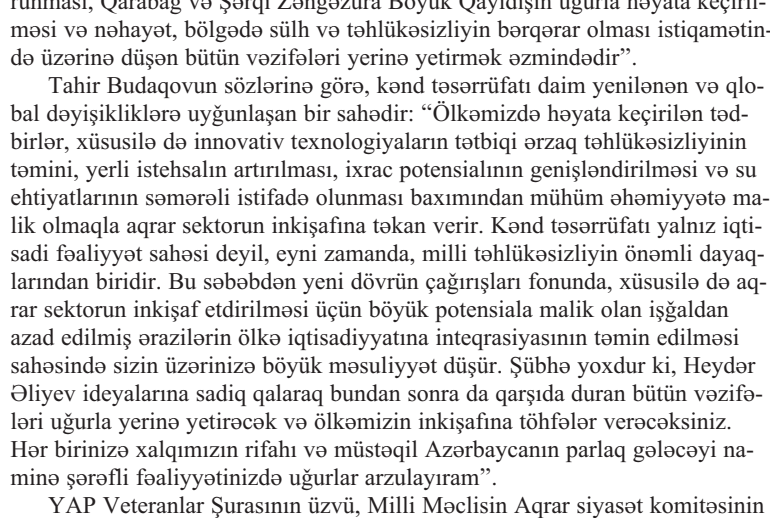 runması, Qarabağ və Şərqi Zəngəzura Böyük Qayıdışın uğurla həyata keçiril-
məsi və nəhayət, bölgədə sülh və təhlükəsizliyin bərqərar olması istiqamətin-
də üzərinə düşən bütün vəzifələri yerinə yetirmək əzmindədir”.
Tahir Budaqovun sözlərinə görə, kənd təsərrüfatı daim yenilənən və qlo-
bal dəyişikliklərə uyğunlaşan bir sahədir: “Ölkəmizdə həyata keçirilən təd-
birlər, xüsusilə də innovativ texnologiyaların tətbiqi ərzaq təhlükəsizliyinin
təmini, yerli istehsalın artırılması, ixrac potensialının genişləndirilməsi və su
ehtiyatlarının səmərəli istifadə olunması baxımından mühüm əhəmiyyətə ma-
lik olmaqla aqrar sektorun inkişafına təkan verir. Kənd təsərrüfatı yalnız iqti-
sadi fəaliyyət sahəsi deyil, eyni zamanda, milli təhlükəsizliyin önəmli dayaq-
larından biridir. Bu səbəbdən yeni dövrün çağırışları fonunda, xüsusilə də aq-
rar sektorun inkişaf etdirilməsi üçün böyük potensiala malik olan işğaldan
azad edilmiş ərazilərin ölkə iqtisadiyyatına inteqrasiyasının təmin edilməsi
sahəsində sizin üzərinizə böyük məsuliyyət düşür. Şübhə yoxdur ki, Heydər
Əliyev ideyalarına sadiq qalaraq bundan sonra da qarşıda duran bütün vəzifə-
ləri uğurla yerinə yetirəcək və ölkəmizin inkişafına töhfələr verəcəksiniz.
Hər birinizə xalqımızın rifahı və müstəqil Azərbaycanın parlaq gələcəyi na-
minə şərəfli fəaliyyətinizdə uğurlar arzulayıram”.
YAP Veteranlar Şurasının üzvü, Milli Məclisin Aqrar siyasət komitəsinin